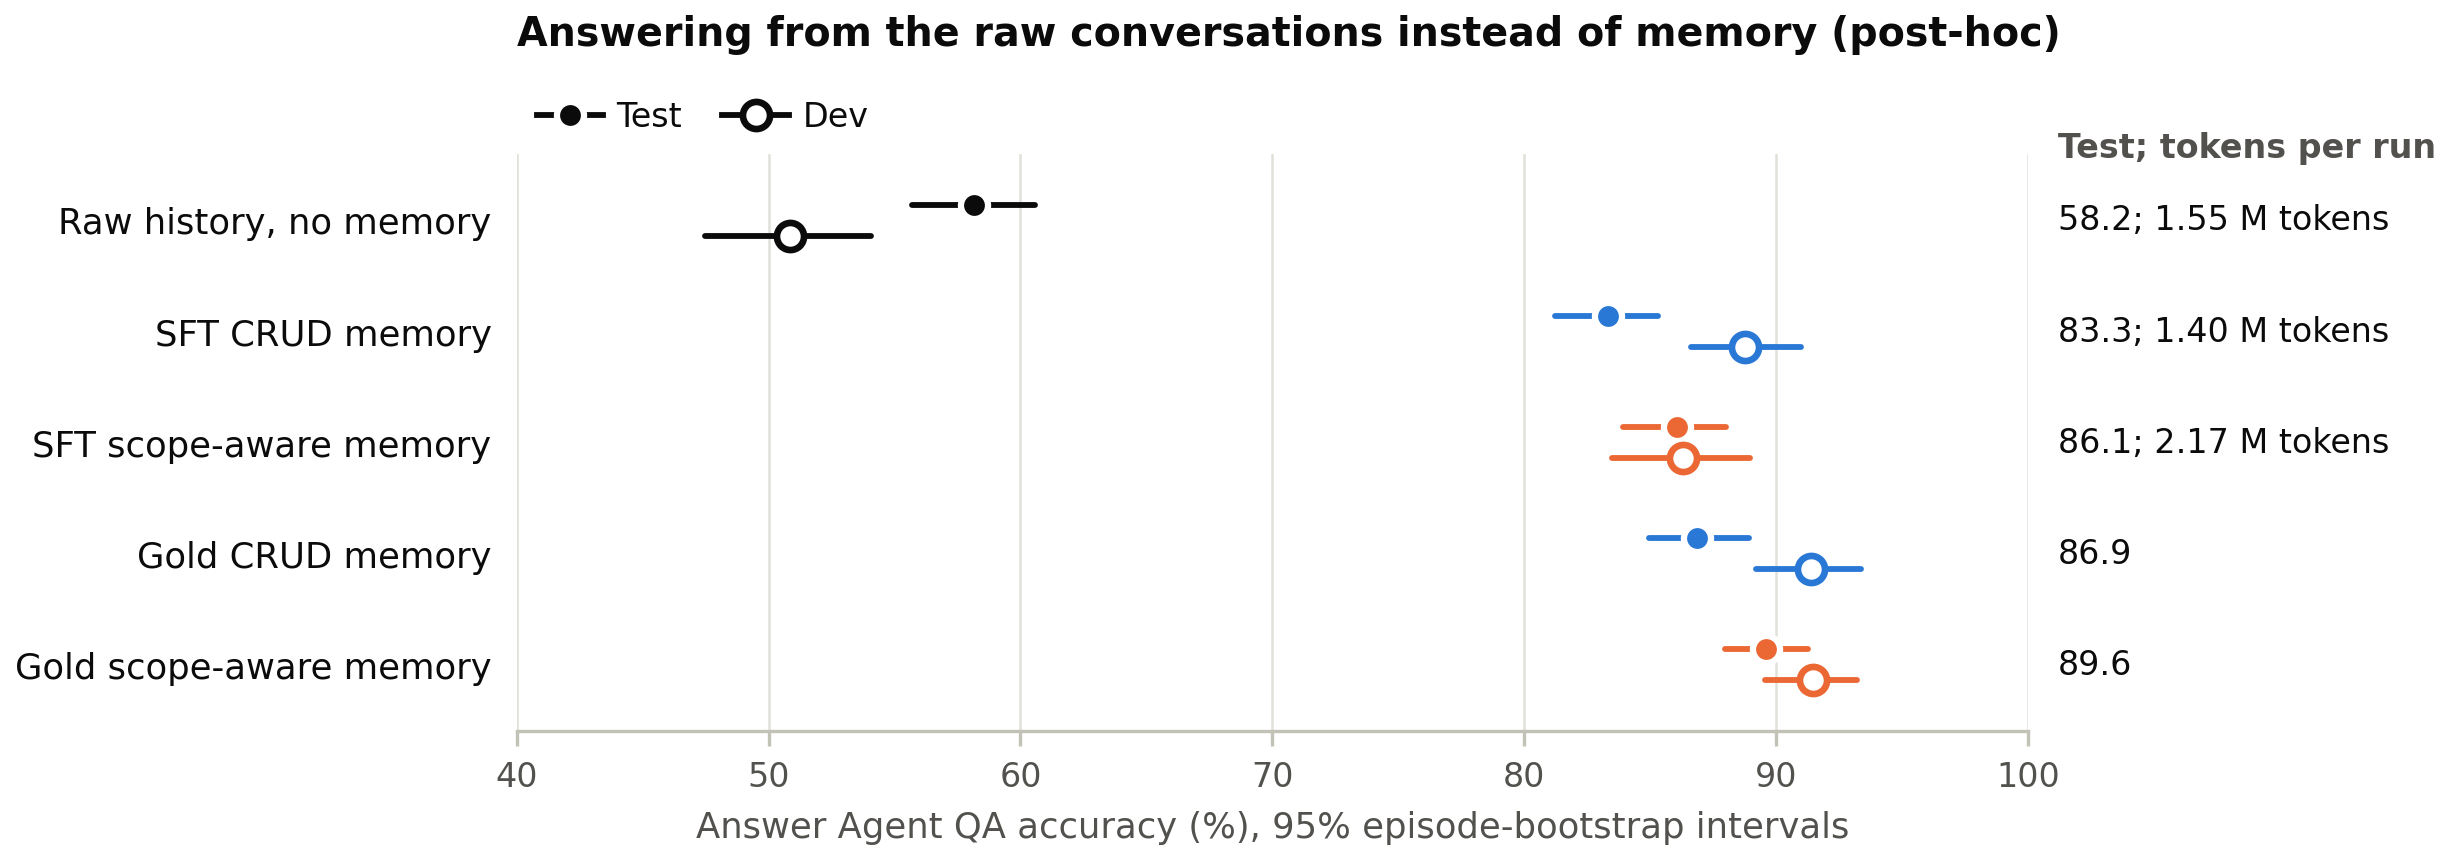 Answering from the raw conversations instead of memory (post-hoc)
Test
Dev
Test; tokens per run
Raw history, no memory
58.2; 1.55 M tokens
SFT CRUD memory
83.3; 1.40 M tokens
SFT scope-aware memory
86.1; 2.17 M tokens
Gold CRUD memory
86.9
Gold scope-aware memory
89.6
40 50 60 70 80 90 100
Answer Agent QA accuracy (%), 95% episode-bootstrap intervals